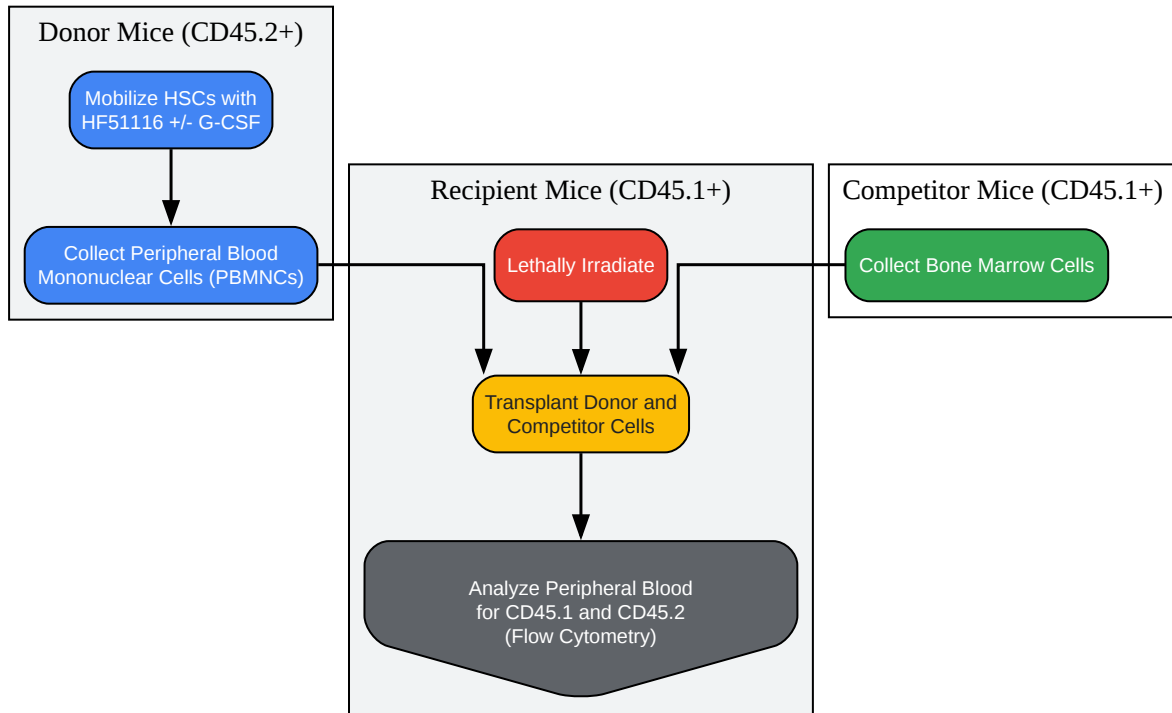 Donor Mice (CD45.2+)
Mobilize HSCs with
HF51116 +/- G-CSF
Collect Peripheral Blood
Mononuclear Cells (PBMNCs)
Recipient Mice (CD45.1+)
Lethally Irradiate
Competitor Mice (CD45.1+)
Collect Bone Marrow Cells
Transplant Donor and
Competitor Cells
Analyze Peripheral Blood
for CD45.1 and CD45.2
(Flow Cytometry)